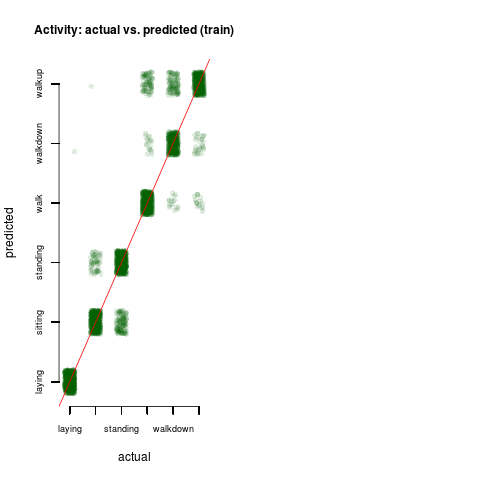 Activity: actual vs. predicted (train)
predicted
walkup
walkdown
walk
standing
sitting
laying
laying standing walkdown
actual